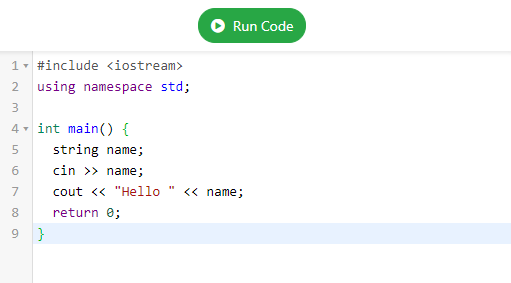 Run Code
1 #include <iostream>
2 using namespace std;
3
4 int main() {
5   string name;
6   cin >> name;
7   cout << "Hello " << name;
8   return 0;
9 }